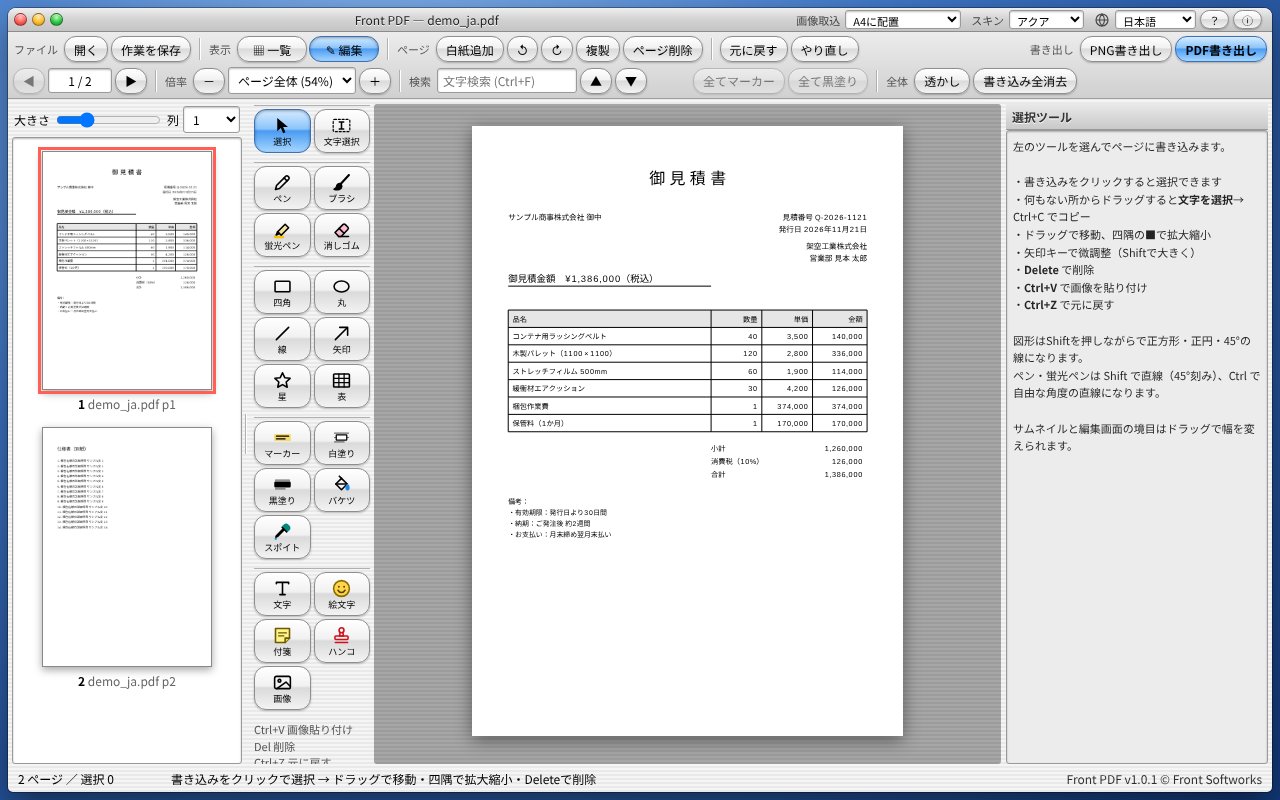 Front PDF — demo_ja.pdf
画像取込 A4に配置 スキン アクア 日本語 ? ⓘ
ファイル 開く 作業を保存 表示 ▦ 一覧 ✎ 編集 ページ 白紙追加 ↺ ↻ 複製 ページ削除 元に戻す やり直し 書き出し PNG書き出し PDF書き出し
◀ 1 / 2 ▶ 倍率 − ページ全体 (54%) ＋ 検索 文字検索 (Ctrl+F) ▲ ▼ 全てマーカー 全て黒塗り 全体 透かし 書き込み全消去
大きさ 列 1
1 demo_ja.pdf p1
2 demo_ja.pdf p2
選択 文字選択
ペン ブラシ
蛍光ペン 消しゴム
四角 丸
線 矢印
星 表
マーカー 白塗り
黒塗り バケツ
スポイト
文字 絵文字
付箋 ハンコ
画像
Ctrl+V 画像貼り付け
Del 削除
Ctrl+Z 元に戻す
御見積書
サンプル商事株式会社 御中
見積番号 Q-2026-1121
発行日 2026年11月21日
架空工業株式会社
営業部 見本 太郎
御見積金額 ¥1,386,000（税込）
品名 数量 単価 金額
コンテナ用ラッシングベルト 40 3,500 140,000
木製パレット（1100×1100） 120 2,800 336,000
ストレッチフィルム 500mm 60 1,900 114,000
緩衝材エアクッション 30 4,200 126,000
梱包作業費 1 374,000 374,000
保管料（1か月） 1 170,000 170,000
小計 1,260,000
消費税（10%） 126,000
合計 1,386,000
備考：
・有効期限：発行日より30日間
・納期：ご発注後 約2週間
・お支払い：月末締め翌月末払い
選択ツール
左のツールを選んでページに書き込みます。
・書き込みをクリックすると選択できます
・何もない所からドラッグすると文字を選択→
Ctrl+C でコピー
・ドラッグで移動、四隅の■で拡大縮小
・矢印キーで微調整（Shiftで大きく）
・Delete で削除
・Ctrl+V で画像を貼り付け
・Ctrl+Z で元に戻す
図形はShiftを押しながらで正方形・正円・45°の
線になります。
ペン・蛍光ペンは Shift で直線（45°刻み）、Ctrl で
自由な角度の直線になります。
サムネイルと編集画面の境目はドラッグで幅を変
えられます。
2 ページ ／ 選択 0 書き込みをクリックで選択 → ドラッグで移動・四隅で拡大縮小・Deleteで削除 Front PDF v1.0.1 © Front Softworks